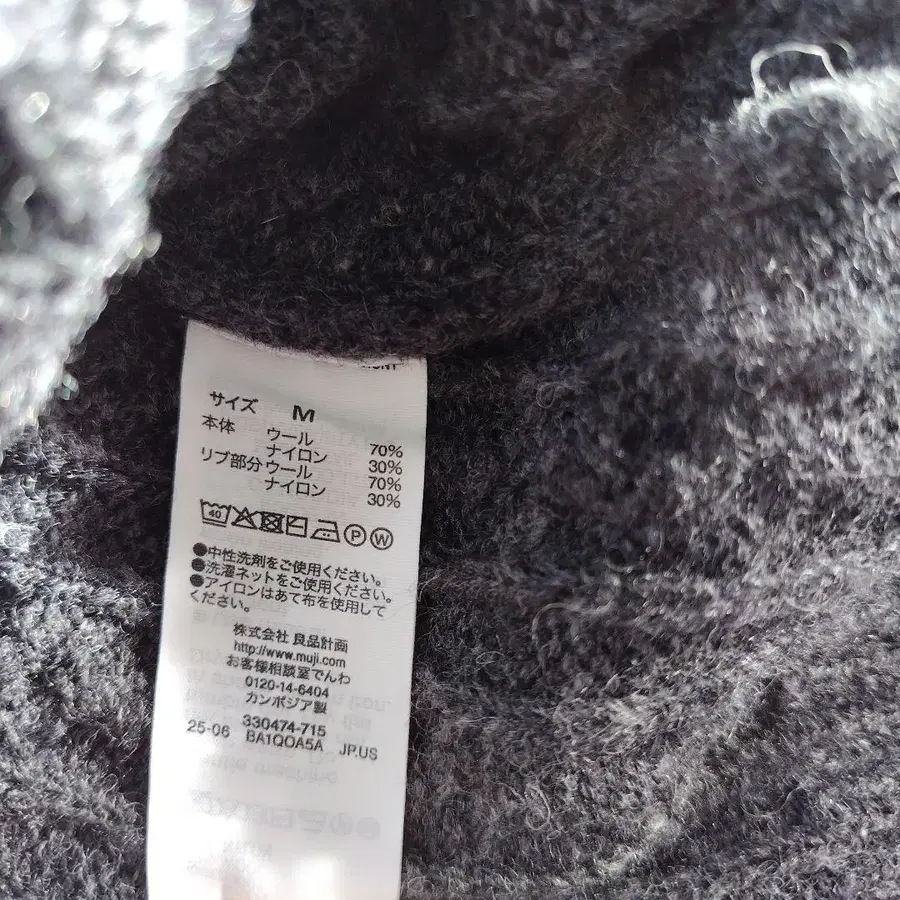 サイズ M
本体 ウール 70%
ナイロン 30%
リブ部分 ウール 70%
ナイロン 30%
40 P W
●中性洗剤をご使用ください。
●洗濯ネットをご使用ください。
●アイロンはあて布を使用して
ください。
株式会社 良品計画
http://www.muji.com
お客様相談室でんわ
0120-14-6404
カンボジア製
330474-715
25-06 BA1QOA5A JP.US